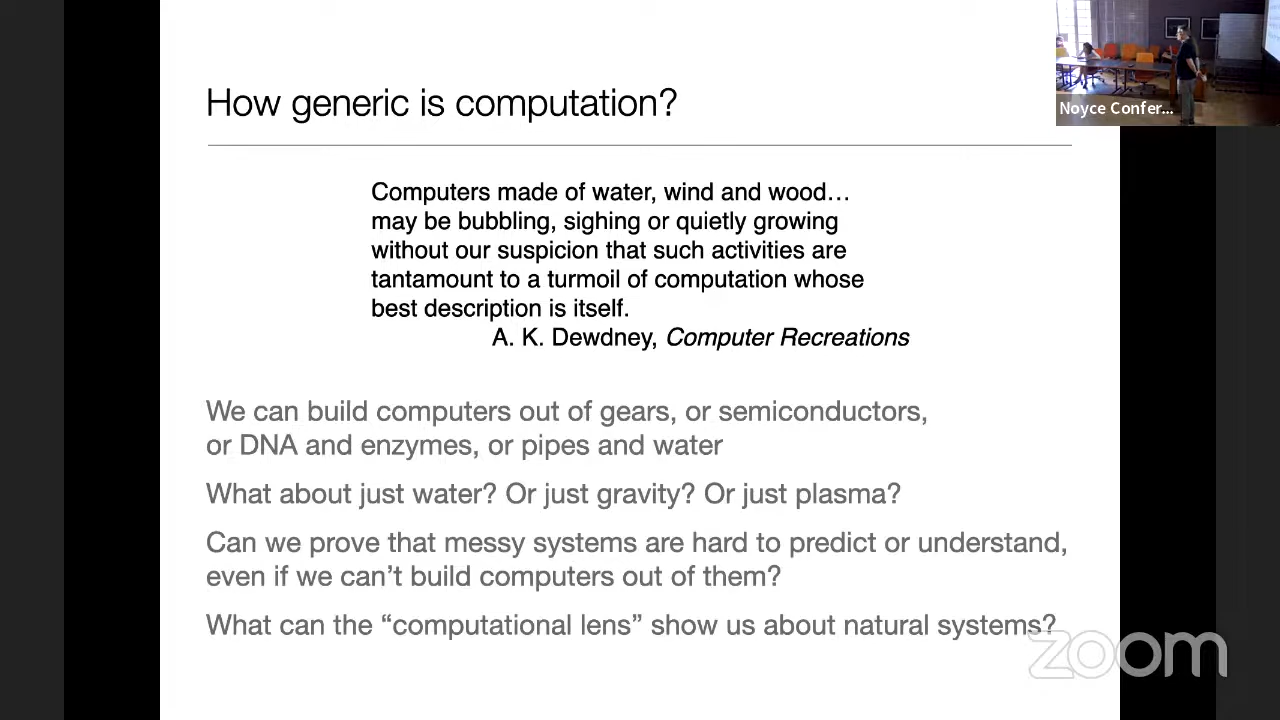 How generic is computation?
Noyce Confer...
Computers made of water, wind and wood…
may be bubbling, sighing or quietly growing
without our suspicion that such activities are
tantamount to a turmoil of computation whose
best description is itself.
A. K. Dewdney, Computer Recreations
We can build computers out of gears, or semiconductors,
or DNA and enzymes, or pipes and water
What about just water? Or just gravity? Or just plasma?
Can we prove that messy systems are hard to predict or understand,
even if we can’t build computers out of them?
What can the “computational lens” show us about natural systems?
zoom